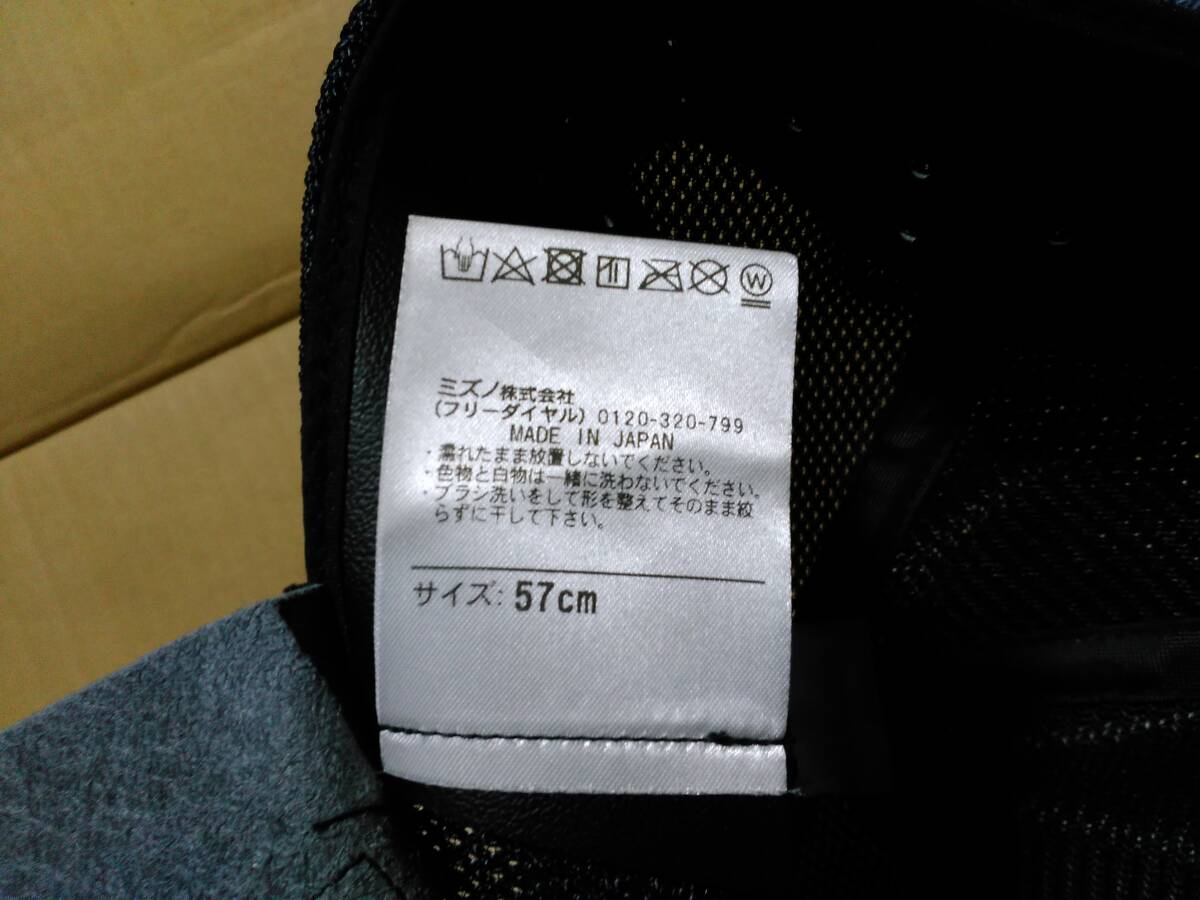 W
ミズノ株式会社
(フリーダイヤル) 0120-320-799
MADE IN JAPAN
・濡れたまま放置しないでください。
・色物と白物は一緒に洗わないでください。
・ブラシ洗いをして形を整えてそのまま絞
らずに干して下さい。
サイズ: 57cm